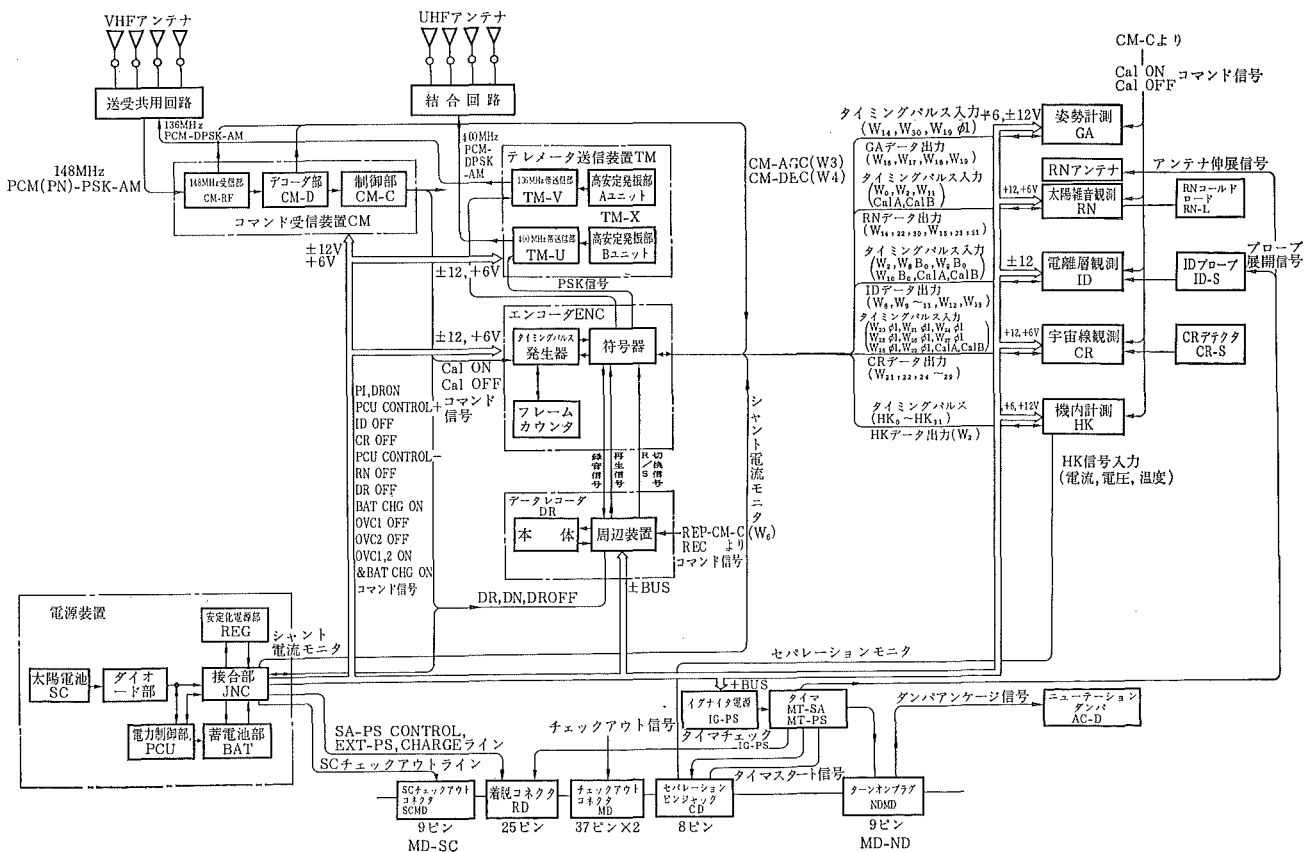 VHFアンテナ
UHFアンテナ
送受共用回路
結合回路
136MHz
PCM-DPSK-AM
400MHz
PCM-
DPSK
-AM
148MHz
PCM(PN)-PSK-AM
148MHz受信部
CM-RF
デコーダ部
CM-D
制御部
CM-C
コマンド受信装置CM
テレメータ送信装置TM
136MHz帯送信部
TM-V
高安定発振部
Aユニット
TM-X
400MHz帯送信部
TM-U
高安定発振部
Bユニット
±12V
+6V
±12,+6V
PSK信号
エンコーダENC
タイミングパルス
発生器
符号器
フレーム
カウンタ
±12, +6V
Cal ON
Cal OFF
コマンド
信号
PI,DRON
PCU CONTROL+
ID OFF
CR OFF
PCU CONTROL-
RN OFF
DR OFF
BAT CHG ON
OVC1 OFF
OVC2 OFF
OVC1,2 ON
&BAT CHG ON
コマンド信号
録音信号
再生信号
R/S
切換信号
シャント電流モニタ
データレコーダ
DR
本 体
周辺装置
REP-CM-C(W₆)
REC より
コマンド信号
±BUS
DR,DN,DROFF
CM-AGC(W3)
CM-DEC(W4)
CM-Cより
Cal ON
Cal OFF
コマンド信号
タイミングパルス入力
(W₁₄, W₃₀, W₁₉ φ1)
+6,±12V
姿勢計測
GA
GAデータ出力
(W₁₆, W₁₇, W₁₈, W₁₉)
タイミングパルス入力
(W₀, W₂, W₃₁
CalA,CalB)
RNアンテナ
アンテナ伸展信号
+12,+6V
太陽雑音観測
RN
RNコールド
ロード
RN-L
RNデータ出力
(W₁₄,₂₂,₃₀, W₁₅,₂₃,₃₁)
タイミングパルス入力
±12
電離層観測
ID
IDプローブ
ID-S
プローブ
展開信号
IDデータ出力
(W₈, W₉ ~₁₁, W₁₂, W₁₃)
タイミングパルス入力
+12,+6V
宇宙線観測
CR
CRデテクタ
CR-S
CRデータ出力
(W₂₁,₂₂,₂₄ ~₂₉)
タイミングパルス
(HK₀ ~HK₃₁)
+6,+12V
機内計測
HK
HKデータ出力(W₂)
HK信号入力
(電流,電圧,温度)
電源装置
安定化電源部
REG
シャント
電流モニタ
太陽電池
SC
ダイオ
ード部
接合部
JNC
電力制御部
PCU
蓄電池部
BAT
SA-PS CONTROL,
EXT-PS,CHARGEライン
SCチェックアウトライン
チェックアウト信号
セパレーションモニタ
+BUS
イグナイタ電源
IG-PS
タイマ
MT-SA
MT-PS
タイマチェック
IG-PS
タイマスタート信号
ダンパアンケージ信号
ニューテーション
ダンパ
AC-D
SCチェックアウト
コネクタ
SCMD
9ピン
MD-SC
着脱コネクタ
RD
25ピン
チェックアウト
コネクタ
MD
37ピン×2
セパレーション
ピンジャック
CD
8ピン
ターンオンプラグ
NDMD
9ピン
MD-ND